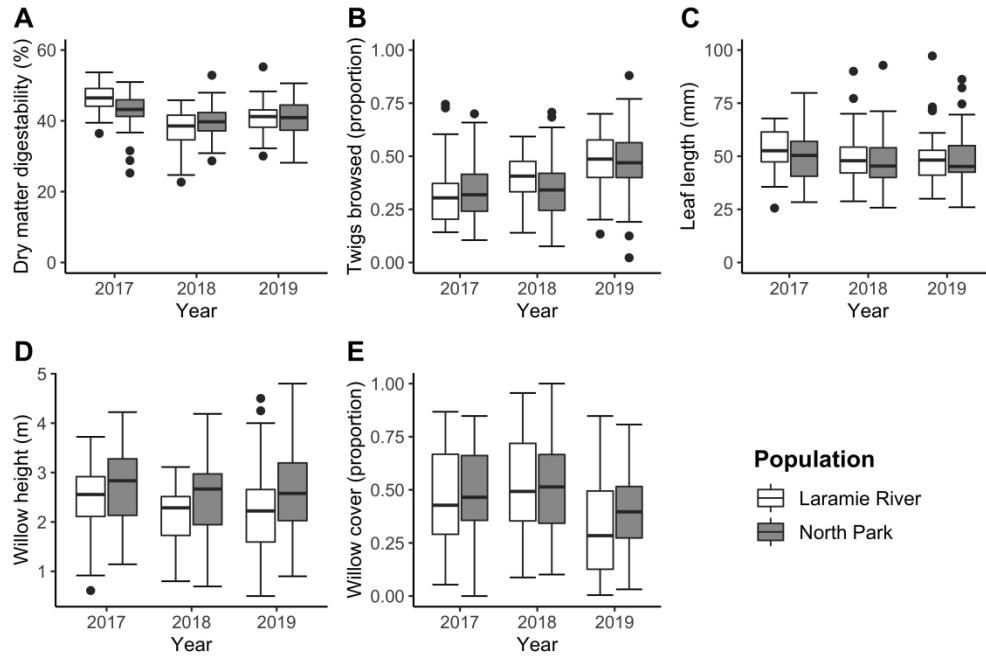 A
Dry matter digestability (%)
60
40
20
0
2017
2018
2019
Year
B
Twigs browsed (proportion)
1.00
0.75
0.50
0.25
0.00
2017
2018
2019
Year
C
Leaf length (mm)
100
75
50
25
0
2017
2018
2019
Year
D
Willow height (m)
5
4
3
2
1
2017
2018
2019
Year
E
Willow cover (proportion)
1.00
0.75
0.50
0.25
0.00
2017
2018
2019
Year
Population
Laramie River
North Park